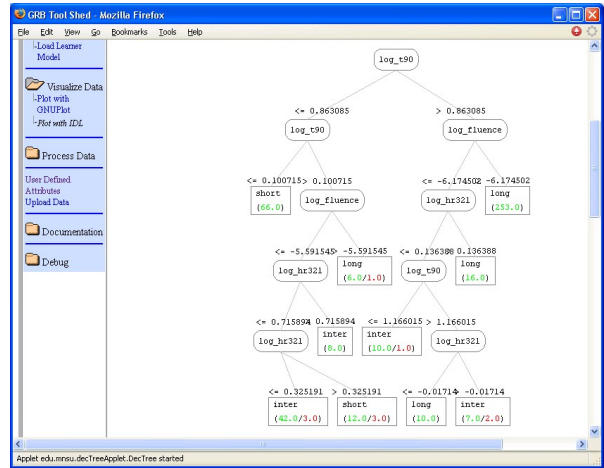 GRB Tool Shed - Mozilla Firefox
File Edit View Go Bookmarks Tools Help
Load Learner
Model
Visualize Data
Plot with
GNUPlot
Plot with IDL
Process Data
User Defined
Attributes
Upload Data
Documentation
Debug
log_t90
<= 0.863085 > 0.863085
log_t90 log_fluence
<= 0.100715 > 0.100715 <= -6.174502 > -6.174502
short log_fluence log_hr321 long
(66.0) (253.0)
<= -5.591545 > -5.591545 <= 0.136388 > 0.136388
log_hr321 long log_t90 long
(6.0/1.0) (16.0)
<= 0.715894 > 0.715894 <= 1.166015 > 1.166015
log_hr321 inter inter log_hr321
(8.0) (10.0/1.0)
<= 0.325191 > 0.325191 <= -0.01714 > -0.01714
inter short long inter
(42.0/3.0) (12.0/3.0) (10.0) (7.0/2.0)
Applet edu.mnsu.decTreeApplet.DecTree started